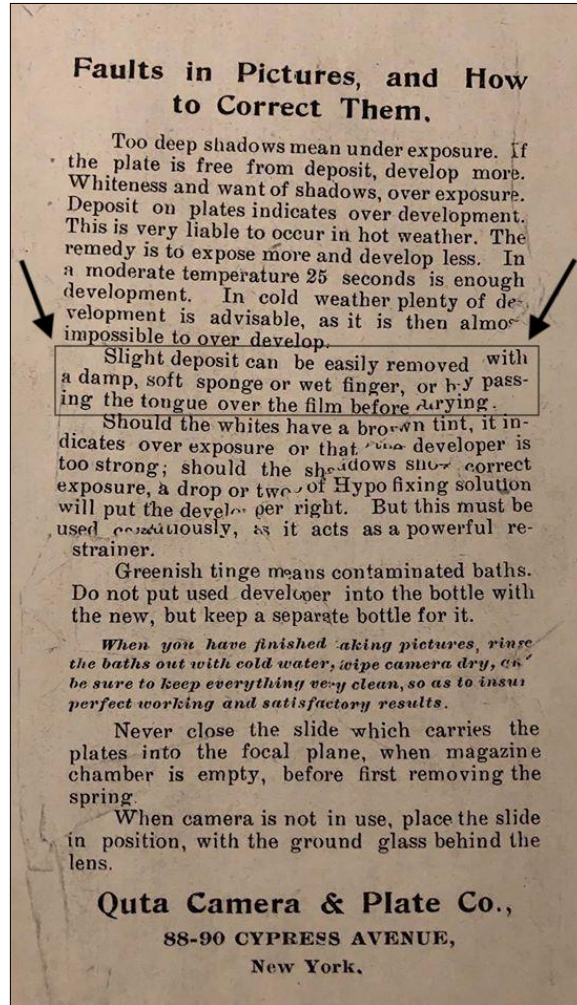 Faults in Pictures, and How
to Correct Them.
Too deep shadows mean under exposure. If
the plate is free from deposit, develop more.
Whiteness and want of shadows, over exposure.
Deposit on plates indicates over development.
This is very liable to occur in hot weather. The
remedy is to expose more and develop less. In
a moderate temperature 25 seconds is enough
development. In cold weather plenty of de-
velopment is advisable, as it is then almos
impossible to over develop.
Slight deposit can be easily removed with
a damp, soft sponge or wet finger, or by pass-
ing the tongue over the film before drying.
Should the whites have a brown tint, it in-
dicates over exposure or that developer is
too strong; should the shadows show correct
exposure, a drop or two of Hypo fixing solution
will put the developer right. But this must be
used as it acts as a powerful re-
strainer.
Greenish tinge means contaminated baths.
Do not put used developer into the bottle with
the new, but keep a separate bottle for it.
When you have finished aking pictures, rinse
the baths out with cold water, wipe camera dry, an
be sure to keep everything very clean, so as to insur
perfect working and satisfactory results.
Never close the slide which carries the
plates into the focal plane, when magazine
chamber is empty, before first removing the
spring.
When camera is not in use, place the slide
in position, with the ground glass behind the
lens.
Quta Camera & Plate Co.,
88-90 CYPRESS AVENUE,
New York.